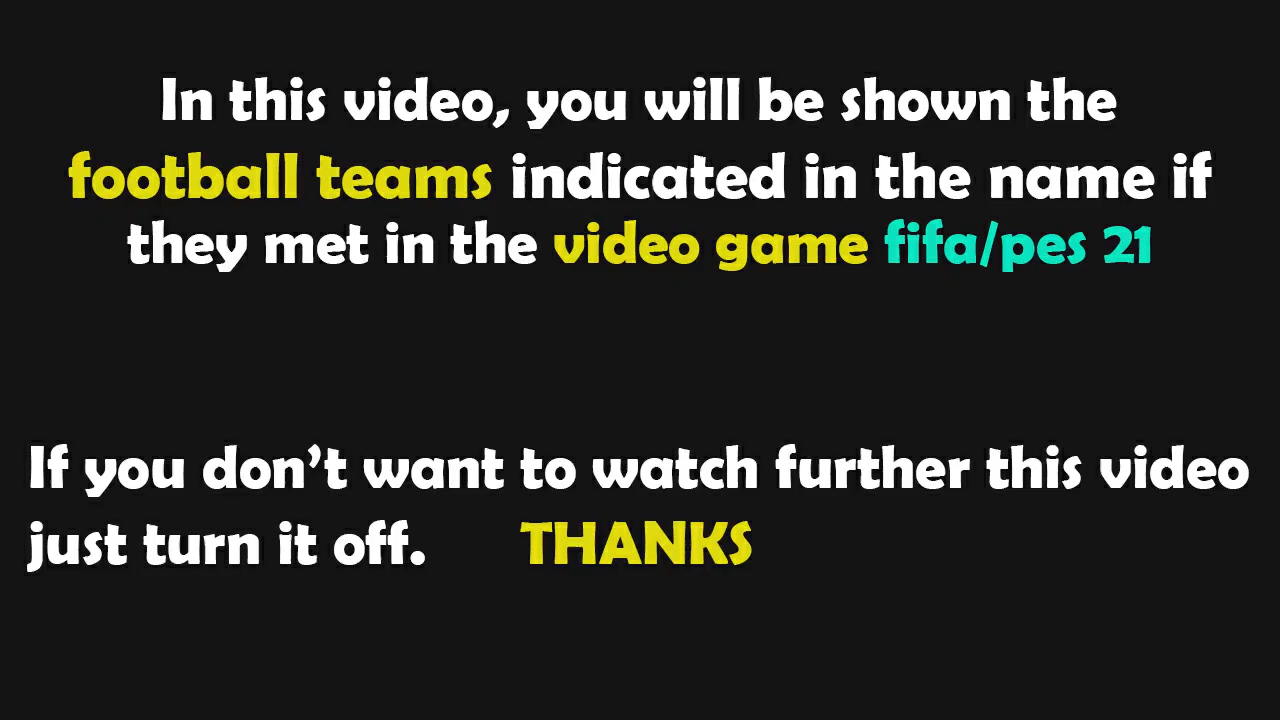 In this video, you will be shown the
football teams indicated in the name if
they met in the video game fifa/pes 21
If you don’t want to watch further this video
just turn it off. THANKS